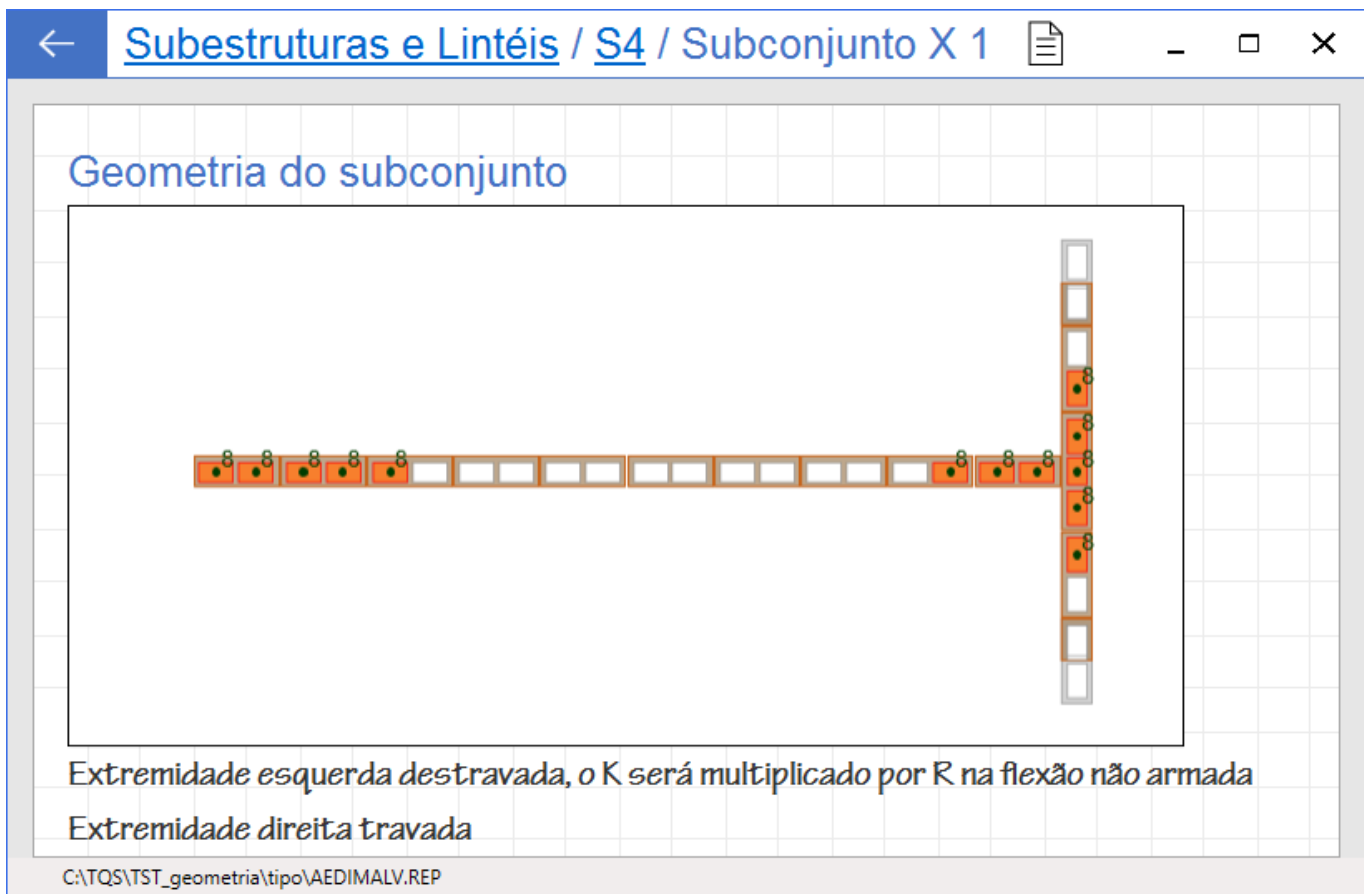 Subestruturas e Lintéis / S4 / Subconjunto X 1
Geometria do subconjunto
8
8
8
8 8 8 8 8 8 8 8 8 8
8
8
Extremidade esquerda destravada, o K será multiplicado por R na flexão não armada
Extremidade direita travada
C:\TQS\TST_geometria\tipo\AEDIMALV.REP